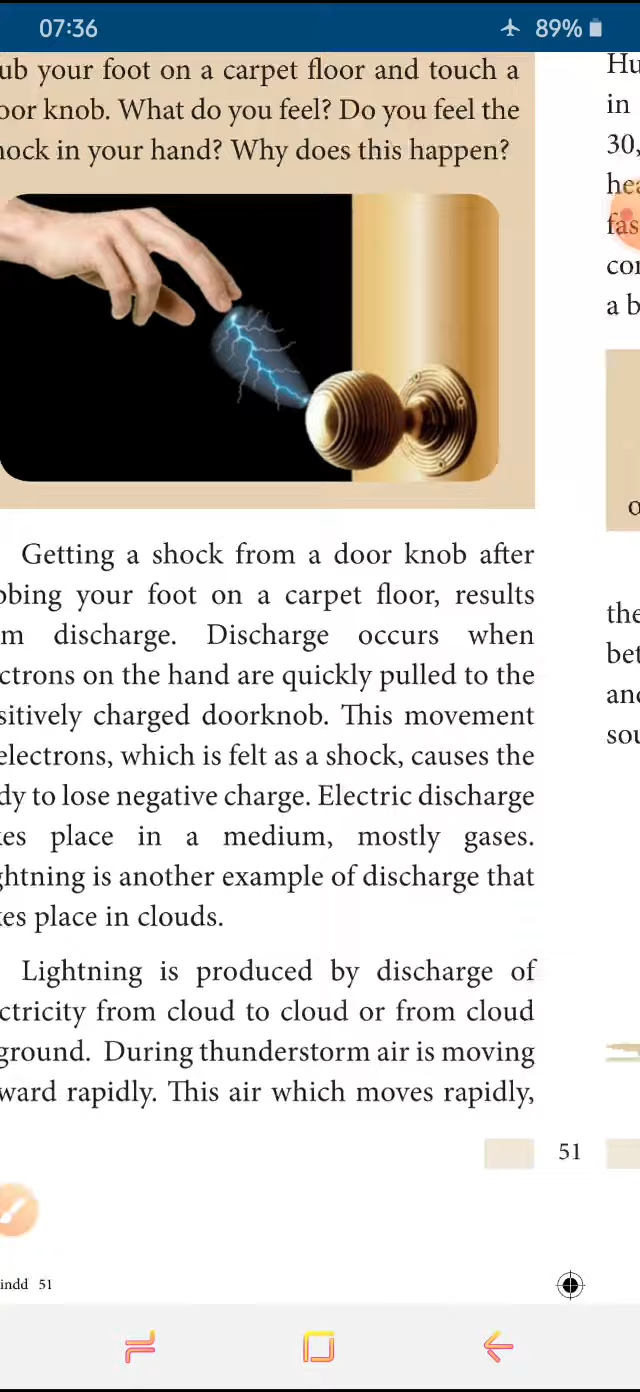 07:36
89%
ub your foot on a carpet floor and touch a
oor knob. What do you feel? Do you feel the
hock in your hand? Why does this happen?
Getting a shock from a door knob after
bbing your foot on a carpet floor, results
m discharge. Discharge occurs when
ctrons on the hand are quickly pulled to the
sitively charged doorknob. This movement
electrons, which is felt as a shock, causes the
dy to lose negative charge. Electric discharge
kes place in a medium, mostly gases.
ghtning is another example of discharge that
kes place in clouds.
Lightning is produced by discharge of
ctricity from cloud to cloud or from cloud
ground. During thunderstorm air is moving
ward rapidly. This air which moves rapidly,
51
indd 51
Hu
in
30,
hea
fas
con
a b
o
the
bet
and
sou